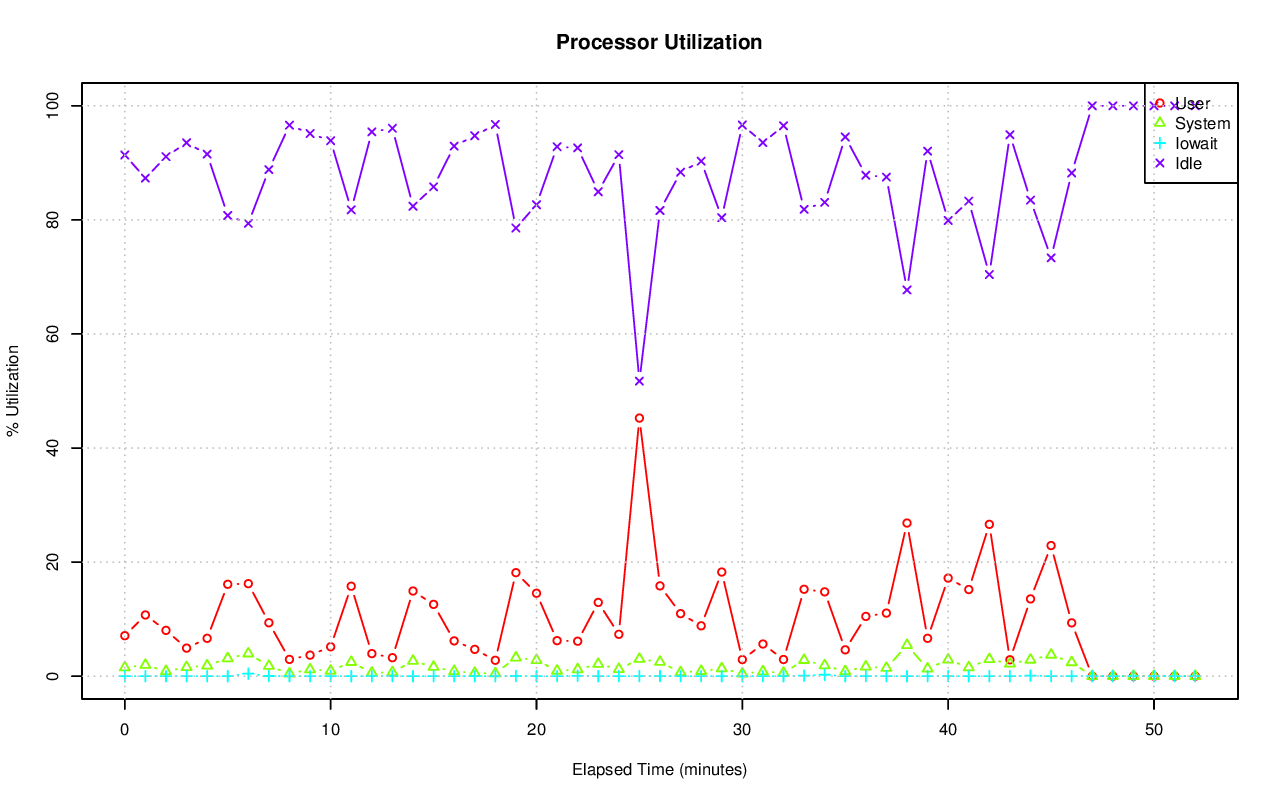 Processor Utilization
% Utilization
100
80
60
40
20
0
User
System
Iowait
Idle
0 10 20 30 40 50
Elapsed Time (minutes)